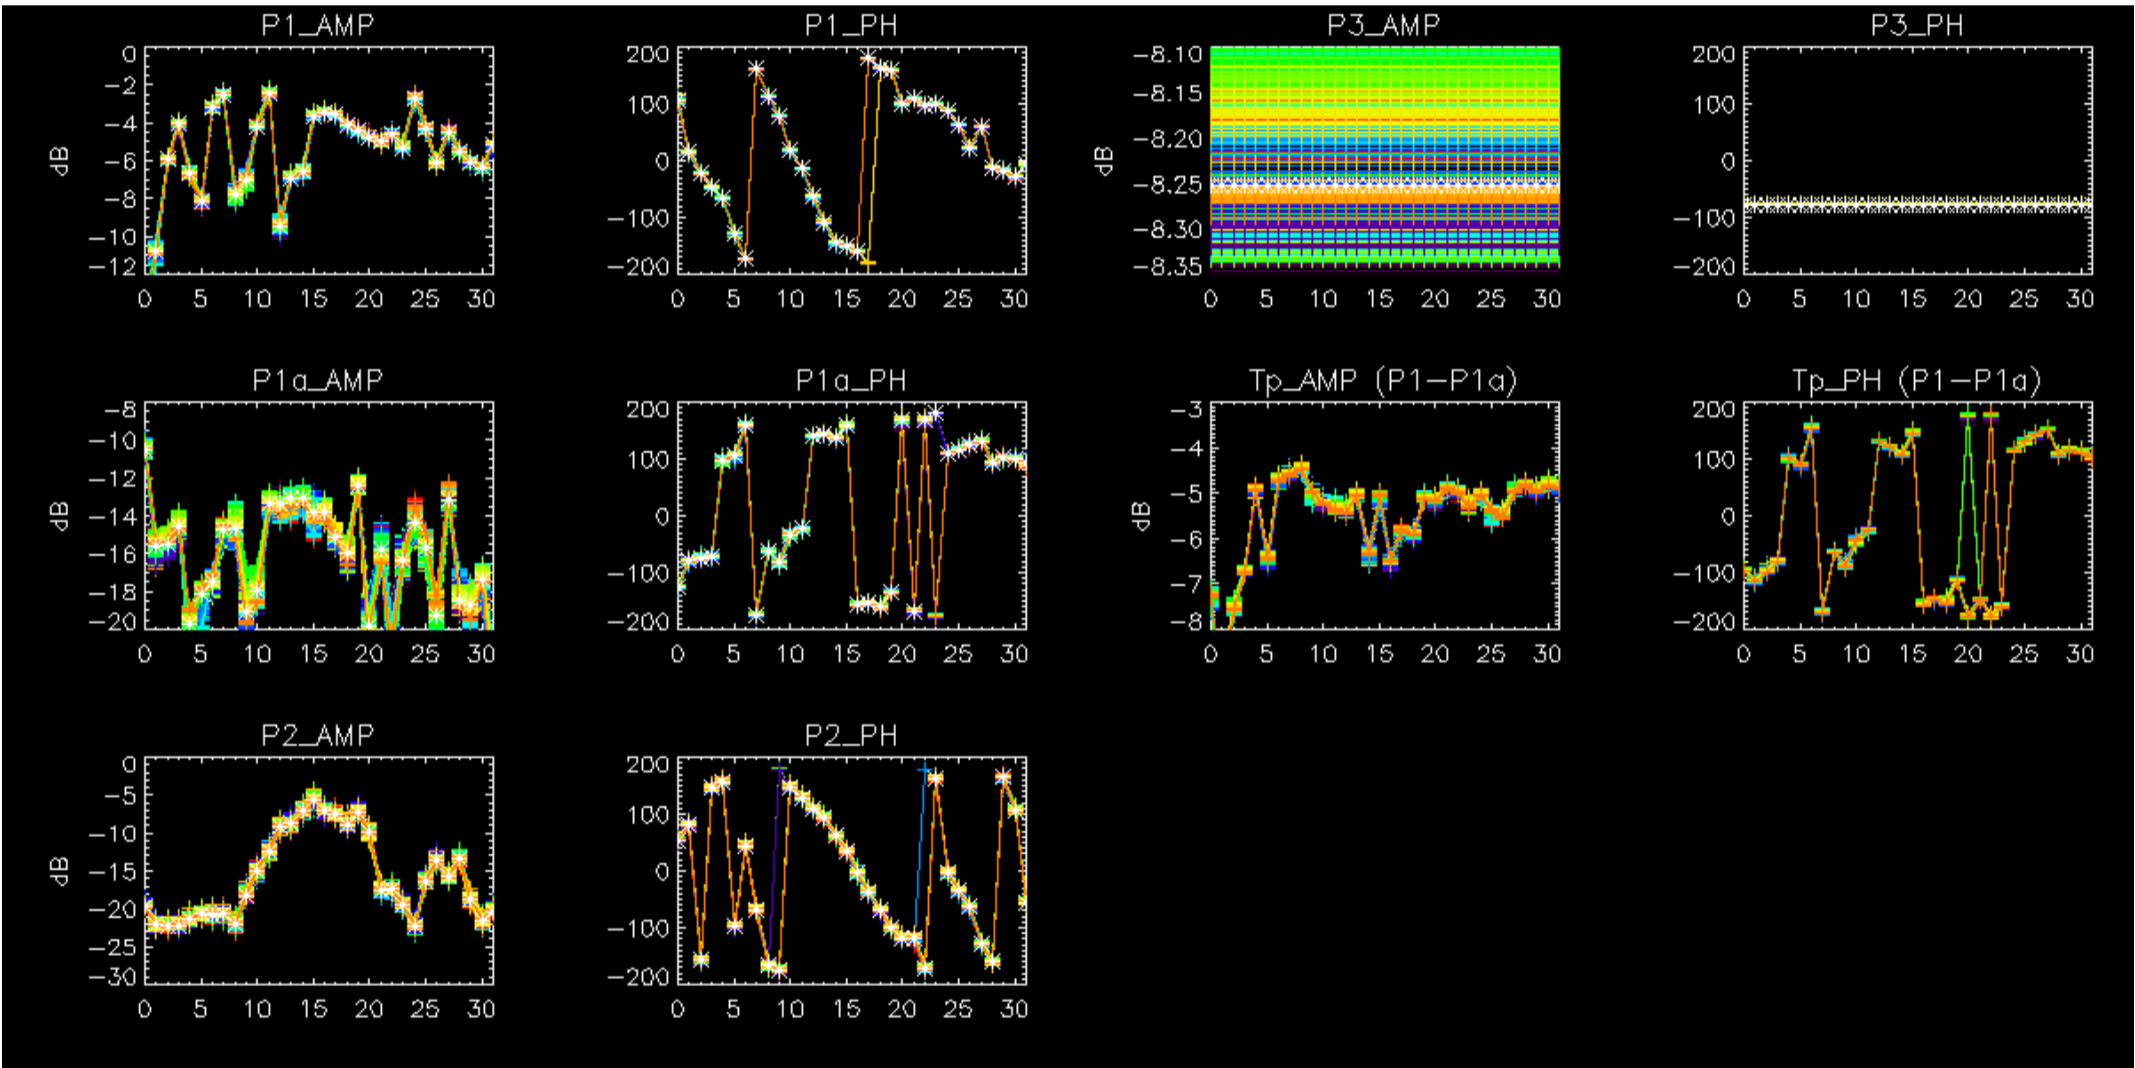 P1_AMP
P1_PH
P3_AMP
P3_PH
0
-2
-4
-6
-8
-10
-12
dB
0 5 10 15 20 25 30
200
100
0
-100
-200
0 5 10 15 20 25 30
-8.10
-8.15
-8.20
-8.25
-8.30
-8.35
dB
0 5 10 15 20 25 30
200
100
0
-100
-200
0 5 10 15 20 25 30
P1a_AMP
P1a_PH
Tp_AMP (P1-P1a)
Tp_PH (P1-P1a)
-8
-10
-12
-14
-16
-18
-20
dB
0 5 10 15 20 25 30
200
100
0
-100
-200
0 5 10 15 20 25 30
-3
-4
-5
-6
-7
-8
dB
0 5 10 15 20 25 30
200
100
0
-100
-200
0 5 10 15 20 25 30
P2_AMP
P2_PH
0
-5
-10
-15
-20
-25
-30
dB
0 5 10 15 20 25 30
200
100
0
-100
-200
0 5 10 15 20 25 30